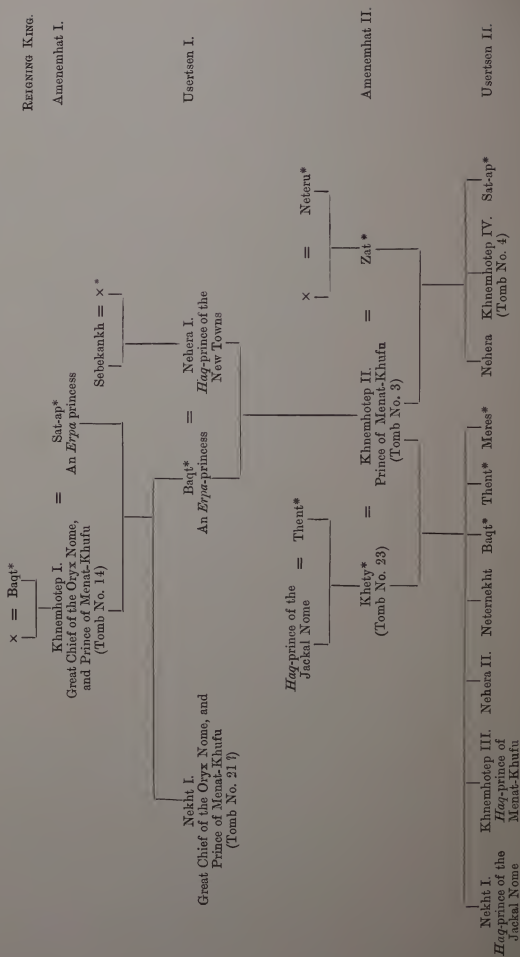 REIGNING KING.
× = Baqt*
Khnemhotep I.
Great Chief of the Oryx Nome,
and Prince of Menat-Khufu
(Tomb No. 14)
=
Sat-ap*
An Erpa princess
Amenemhat I.
Sebekankh = ×*
Nekht I.
Great Chief of the Oryx Nome, and
Prince of Menat-Khufu
(Tomb No. 21 ?)
Baqt*
An Erpa-princess
=
Nehera I.
Haq-prince of the
New Towns
Usertsen I.
Haq-prince of the
Jackal Nome
= Thent*
× = Neteru*
Khety*
(Tomb No. 23)
=
Khnemhotep II.
Prince of Menat-Khufu
(Tomb No. 3)
=
Zat *
Amenemhat II.
Nekht I.
Haq-prince of the
Jackal Nome
Khnemhotep III.
Haq-prince of
Menat-Khufu
Nehera II.
Neternekht
Baqt*
Thent*
Meres*
Nehera
Khnemhotep IV.
(Tomb No. 4)
Sat-ap*
Usertsen II.